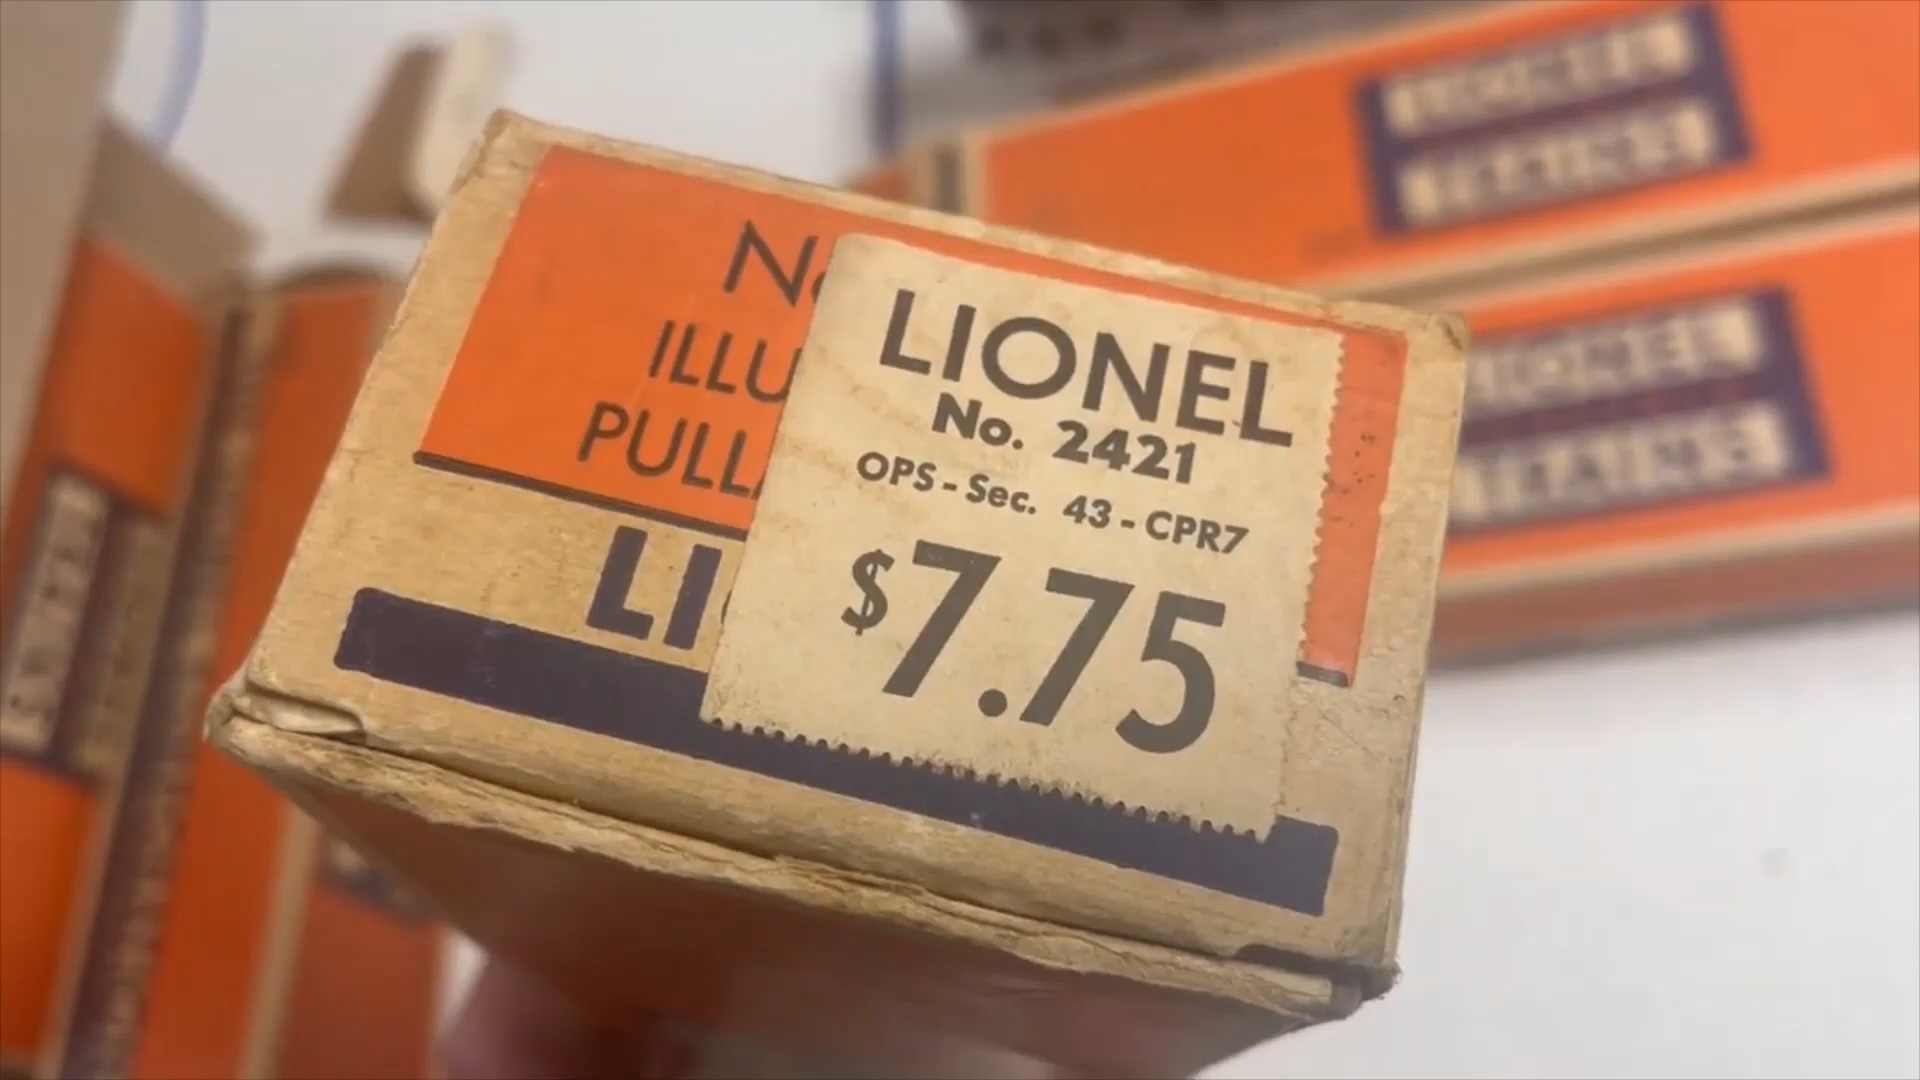 No
ILLU
PULL
LI
LIONEL
No. 2421
OPS - Sec. 43 - CPR7
$7.75